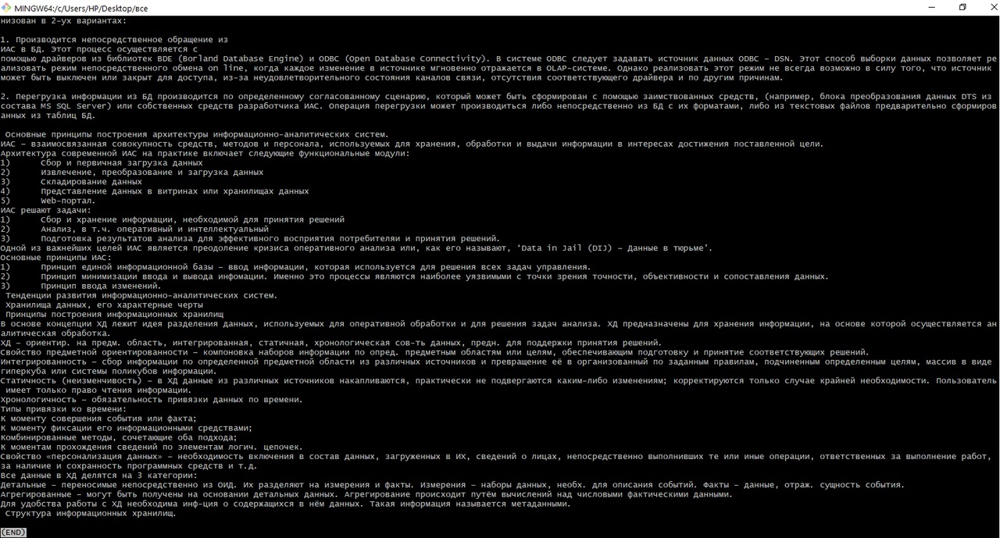 MINGW64:/c/Users/HP/Desktop/все
низован в 2-ух вариантах:
1. Производится непосредственное обращение из
ИАС в БД. Этот процесс осуществляется с
помощью драйверов из библиотек BDE (Borland Database Engine) и ODBC (Open Database Connectivity). В системе ODBC следует задавать источник данных ODBC – DSN. Этот способ выборки данных позволяет ре
ализовать режим непосредственного обмена on line, когда каждое изменение в источнике мгновенно отражается в OLAP-системе. Однако реализовать этот режим не всегда возможно в силу того, что источник
может быть выключен или закрыт для доступа, из-за неудовлетворительного состояния каналов связи, отсутствия соответствующего драйвера и по другим причинам.
2. Перегрузка информации из БД производится по определенному согласованному сценарию, который может быть сформирован с помощью заимствованных средств, (например, блока преобразования данных DTS из
состава MS SQL Server) или собственных средств разработчика ИАС. Операция перегрузки может производиться либо непосредственно из БД с их форматами, либо из текстовых файлов предварительно сформиров
анных из таблиц БД.
Основные принципы построения архитектуры информационно-аналитических систем.
ИАС – взаимосвязанная совокупность средств, методов и персонала, используемых для хранения, обработки и выдачи информации в интересах достижения поставленной цели.
Архитектура современной ИАС на практике включает следующие функциональные модули:
1) Сбор и первичная загрузка данных
2) Извлечение, преобразование и загрузка данных
3) Складирование данных
4) Представление данных в витринах или хранилищах данных
5) Web-портал.
ИАС решают задачи:
1) Сбор и хранение информации, необходимой для принятия решений
2) Анализ, в т.ч. оперативный и интеллектуальный
3) Подготовка результатов анализа для эффективного восприятия потребителяи и принятия решений.
Одной из важнейших целей ИАС является преодоление кризиса оперативного анализа или, как его называют, ‘Data in Jail (DIJ) – Данные в тюрьме’.
Основные принципы ИАС:
1) Принцип единой информационной базы – ввод информации, которая используется для решения всех задач управления.
2) Принцип минимизации ввода и вывода инфомации. Именно это процессы являются наиболее уязвимыми с точки зрения точности, объективности и сопоставления данных.
3) Принцип ввода изменений.
Тенденции развития информационно-аналитических систем.
Хранилища данных, его характерные черты
Принципы построения информационных хранилищ
В основе концепции ХД лежит идея разделения данных, используемых для оперативной обработки и для решения задач анализа. ХД предназначены для хранения информации, на основе которой осуществляется ан
алитическая обработка.
ХД – ориентир. на предм. область, интегрированная, статичная, хронологическая сов-ть данных, предн. для поддержки принятия решений.
Свойство предметной ориентированности – компоновка наборов информации по опред. предметным областям или целям, обеспечивающим подготовку и принятие соответствующих решений.
Интегрированность – сбор информации по определенной предметной области из различных источников и превращение её в организованный по заданным правилам, подчиненным определенным целям, массив в виде
гиперкуба или системы поликубов информации.
Статичность (неизменчивость) – в ХД данные из различных источников накапливаются, практически не подвергаются каким-либо изменениям; корректируются только случае крайней необходимости. Пользователь
имеет только право чтения информации.
Хронологичность – обязательность привязки данных по времени.
Типы привязки ко времени:
К моменту совершения события или факта;
К моменту фиксации его информационными средствами;
Комбинированные методы, сочетающие оба подхода;
К моментам прохождения сведений по элементам логич. цепочек.
Свойство «персонализация данных» – необходимость включения в состав данных, загруженных в ИХ, сведений о лицах, непосредственно выполнивших те или иные операции, ответственных за выполнение работ,
за наличие и сохранность программных средств и т.д.
Все данные в ХД делятся на 3 категории:
Детальные – переносимые непосредственно из ОИД. Их разделяют на измерения и факты. Измерения – наборы данных, необх. для описания событий. Факты – данные, отраж. сущность события.
Агрегированные – могут быть получены на основании детальных данных. Агрегирование происходит путём вычислений над числовыми фактическими данными.
Для удобства работы с ХД необходима инф-ция о содержащихся в нём данных. Такая информация называется метаданными.
Структура информационных хранилищ.
(END)